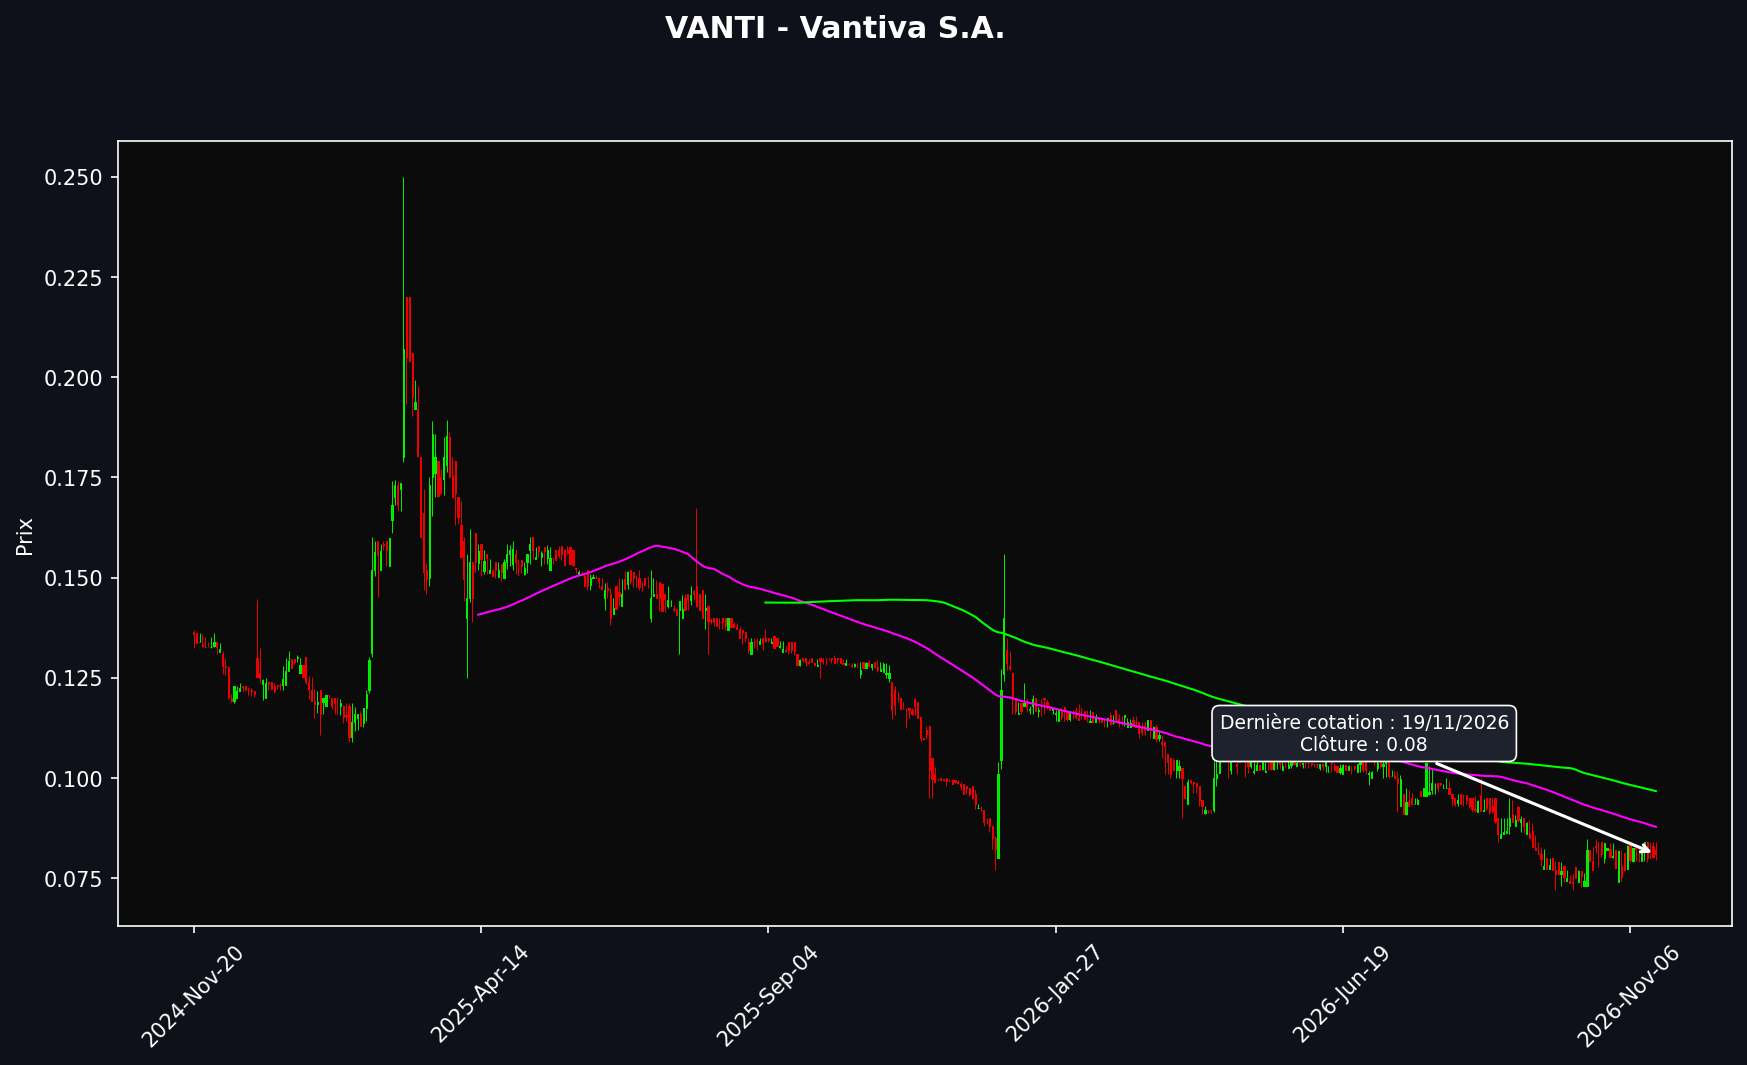 VANTI - Vantiva S.A.
Prix
0.250
0.225
0.200
0.175
0.150
0.125
0.100
0.075
Dernière cotation : 19/11/2026
Clôture : 0.08
2024-Nov-20
2025-Apr-14
2025-Sep-04
2026-Jan-27
2026-Jun-19
2026-Nov-06